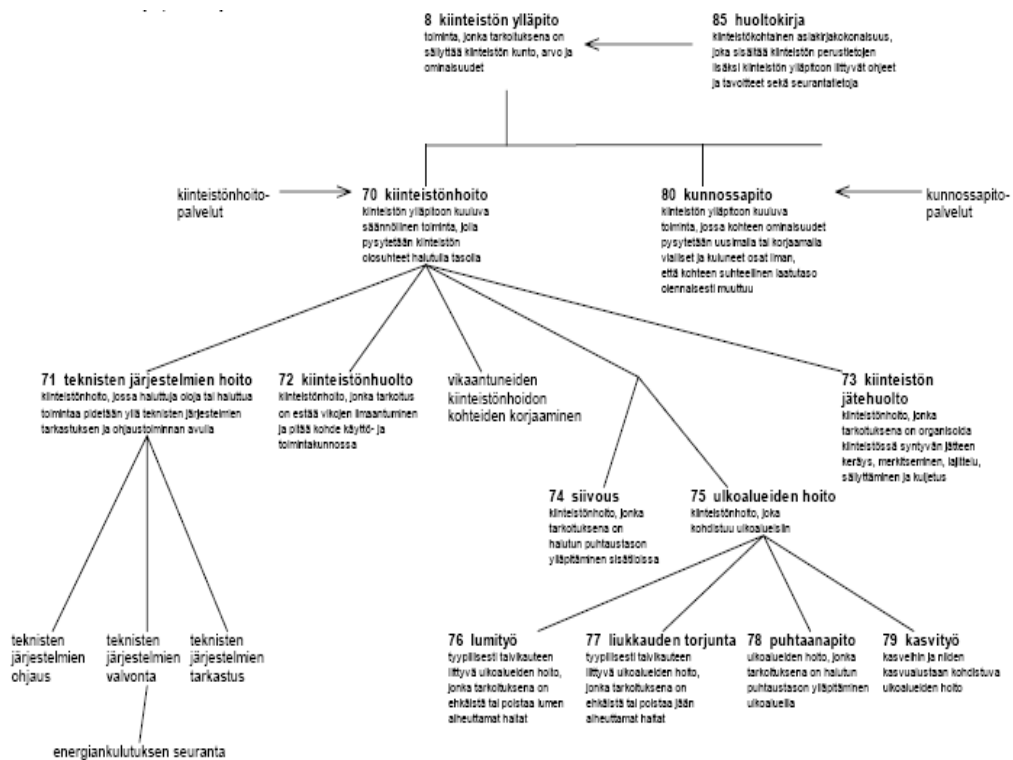 8 kiinteistön ylläpito
toiminta, jonka tarkoituksena on
säilyttää kiinteistön kunto, arvo ja
ominaisuudet
85 huoltokirja
kiinteistökohtainen asiakirjakokonaisuus,
joka sisältää kiinteistön perustietojen
lisäksi kiinteistön ylläpitoon liittyvät ohjeet
ja tavoitteet sekä seurantatietoja
kiinteistönhoito-
palvelut
70 kiinteistönhoito
kiinteistön ylläpitoon kuuluva
säännöllinen toiminta, jolla
pysytetään kiinteistön
olosuhteet halutulla tasolla
80 kunnossapito
kiinteistön ylläpitoon kuuluva
toiminta, jossa kohteen ominaisuudet
pysytetään uusimalla tai korjaamalla
vialliset ja kuluneet osat ilman,
että kohteen suhteellinen laatutaso
olennaisesti muuttuu
kunnossapito-
palvelut
71 teknisten järjestelmien hoito
kiinteistönhoito, jossa haluttuja oloja tai haluttua
toimintaa pidetään yllä teknisten järjestelmien
tarkastuksen ja ohjaustoiminnan avulla
72 kiinteistönhuolto
kiinteistönhoito, jonka tarkoitus
on estää vikojen ilmaantuminen
ja pitää kohde käyttö- ja
toimintakunnossa
vikaantuneiden
kiinteistönhoidon
kohteiden korjaaminen
73 kiinteistön
jätehuolto
kiinteistönhoito, jonka
tarkoituksena on organisoida
kiinteistössä syntyvän jätteen
keräys, merkitseminen, lajittelu,
säilyttäminen ja kuljetus
74 siivous
kiinteistönhoito, jonka
tarkoituksena on
halutun puhtaustason
ylläpitäminen sisätiloissa
75 ulkoalueiden hoito
kiinteistönhoito, joka
kohdistuu ulkoalueisiin
teknisten
järjestelmien
ohjaus
teknisten
järjestelmien
valvonta
teknisten
järjestelmien
tarkastus
76 lumityö
tyypillisesti talvikauteen
liittyvä ulkoalueiden hoito,
jonka tarkoituksena on
ehkäistä tai poistaa lumen
aiheuttamat haitat
77 liukkauden torjunta
tyypillisesti talvikauteen
liittyvä ulkoalueiden hoito,
jonka tarkoituksena on
ehkäistä tai poistaa jään
aiheuttamat haitat
78 puhtaanapito
ulkoalueiden hoito, jonka
tarkoituksena on halutun
puhtaustason ylläpitäminen
ulkoalueilla
79 kasvityö
kasveihin ja niiden
kasvualustaan kohdistuva
ulkoalueiden hoito
energiankulutuksen seuranta